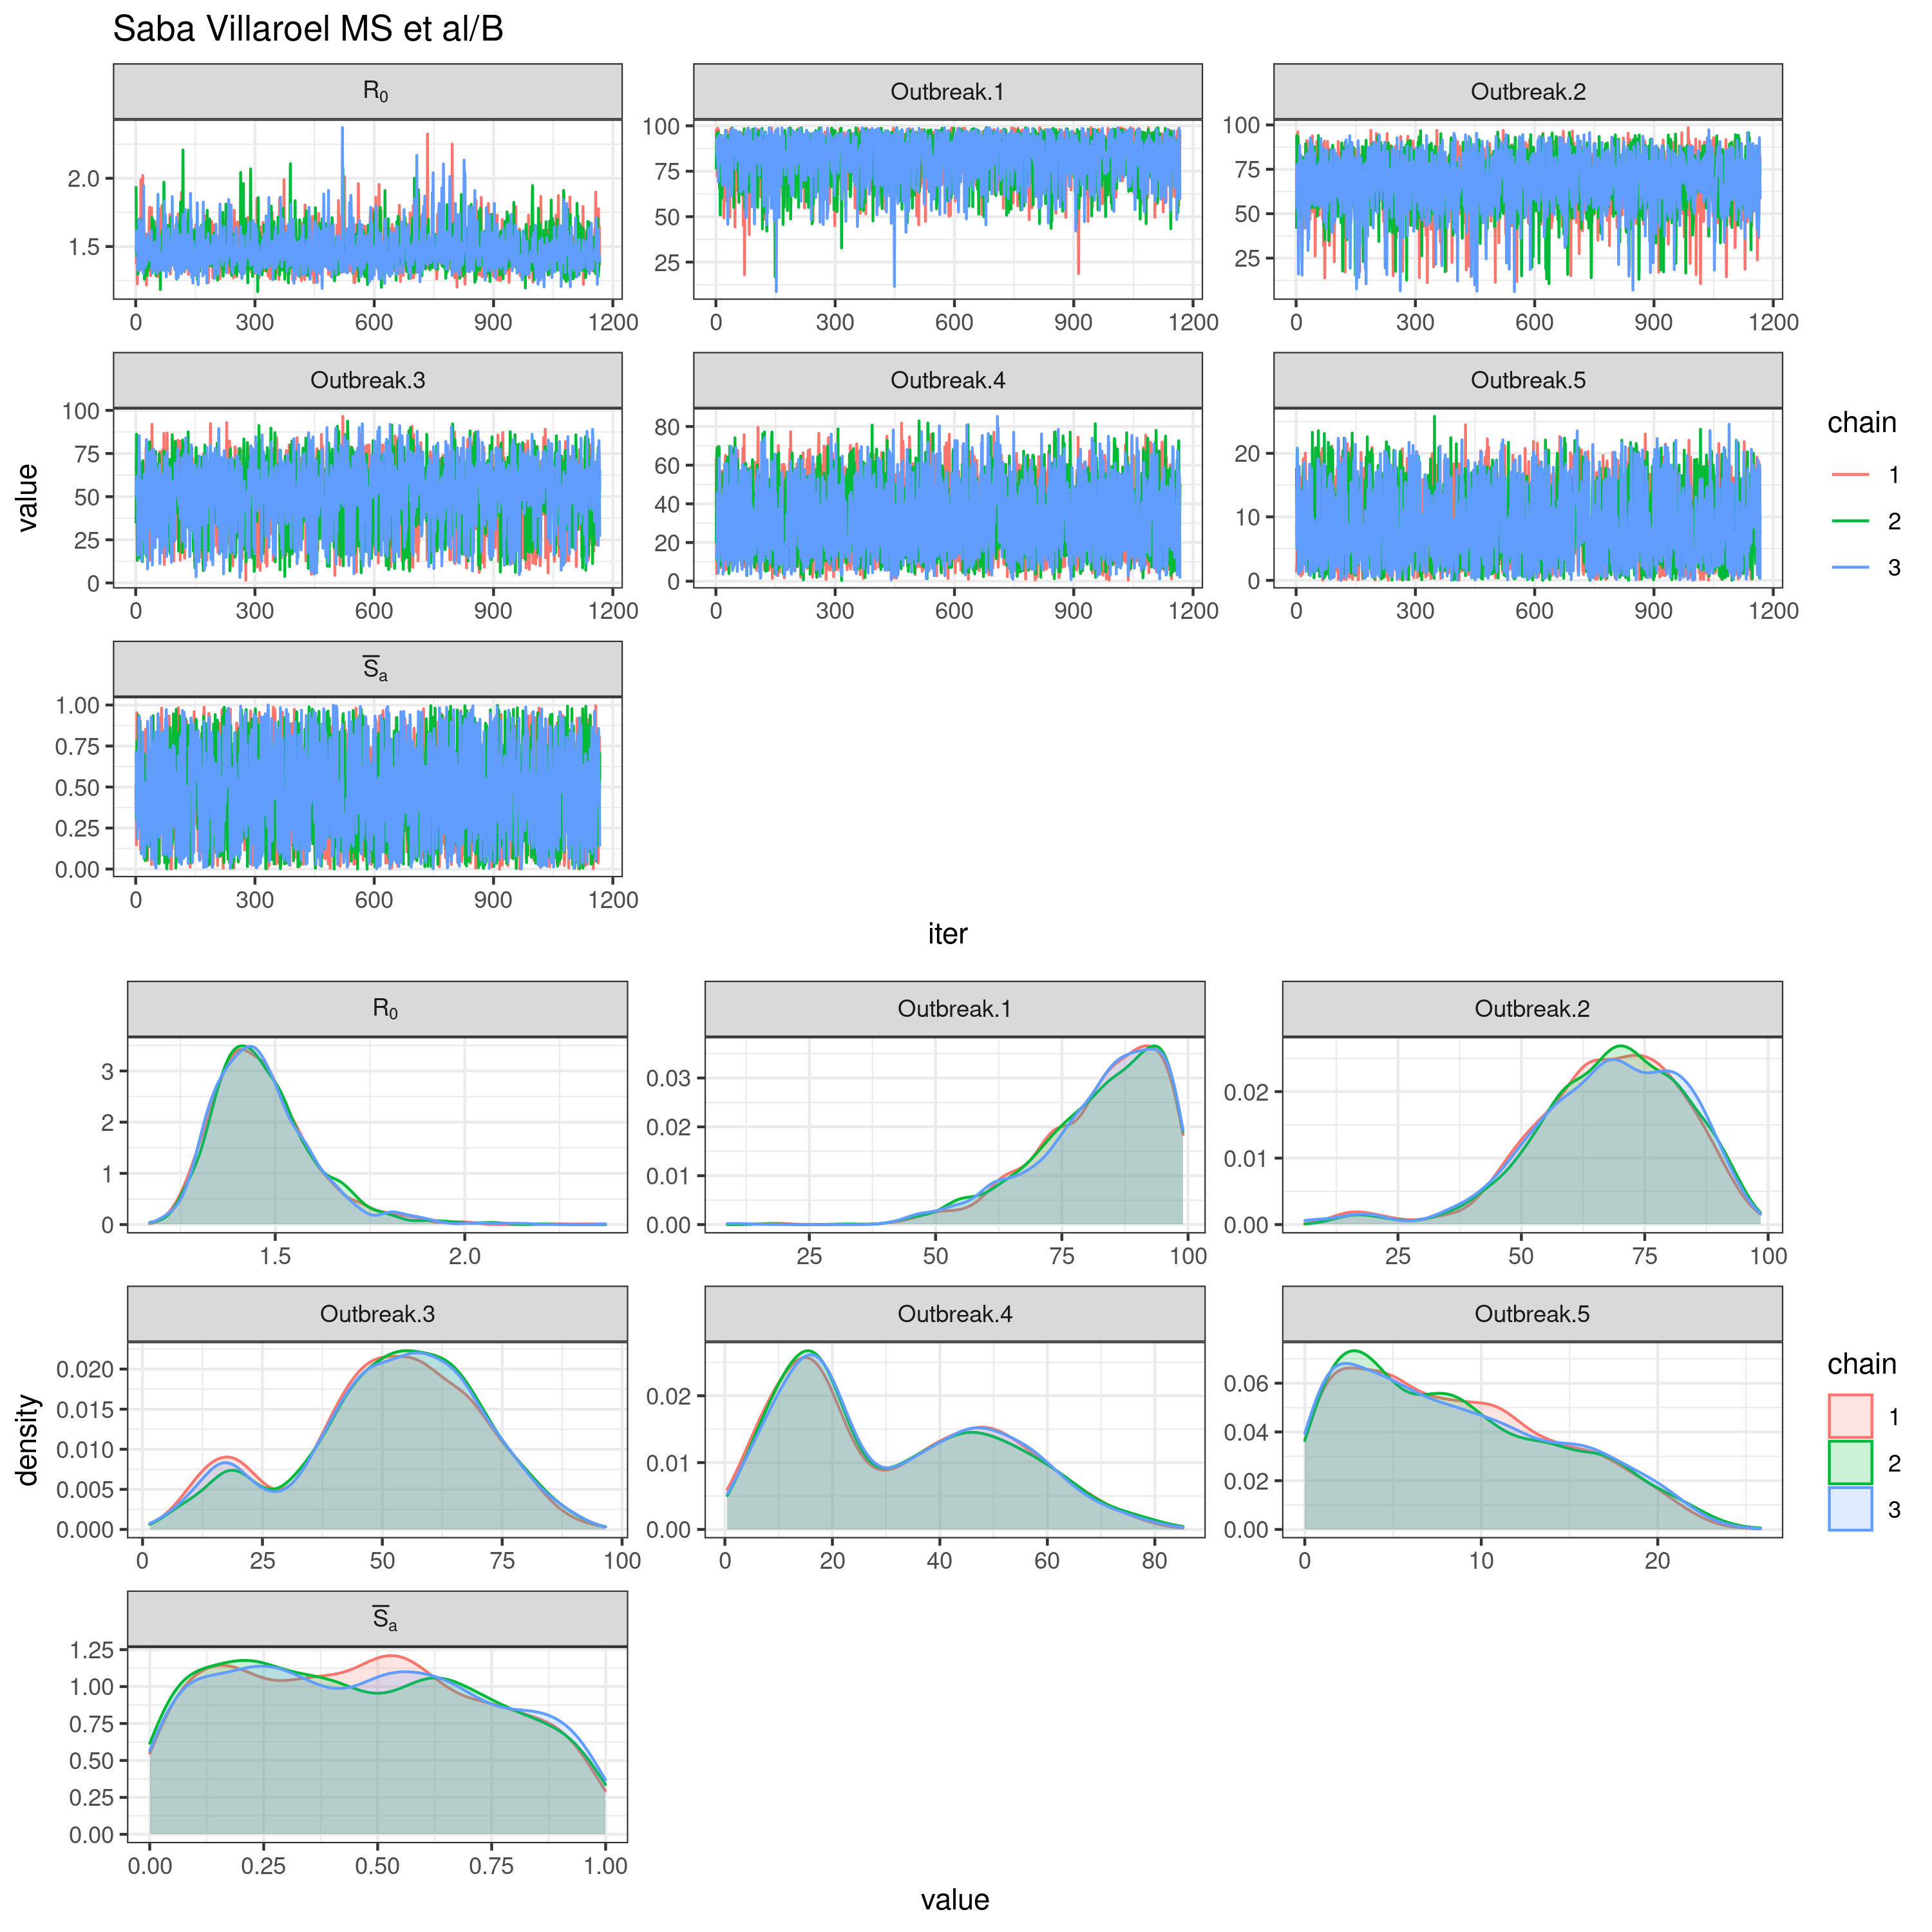 Saba Villaroel MS et al/B
R0 Outbreak.1 Outbreak.2
2.0 1.5
100 75 50 25
100 75 50 25
0 300 600 900 1200 0 300 600 900 1200 0 300 600 900 1200
Outbreak.3 Outbreak.4 Outbreak.5
100 75 50 25 0
80 60 40 20 0
20 10 0
0 300 600 900 1200 0 300 600 900 1200 0 300 600 900 1200
value
chain
1
2
3
S̅a
1.00 0.75 0.50 0.25 0.00
0 300 600 900 1200
iter
R0 Outbreak.1 Outbreak.2
3 2 1 0
0.03 0.02 0.01 0.00
0.02 0.01 0.00
1.5 2.0 25 50 75 100 25 50 75 100
Outbreak.3 Outbreak.4 Outbreak.5
0.020 0.015 0.010 0.005 0.000
0.02 0.01 0.00
0.06 0.04 0.02 0.00
0 25 50 75 100 0 20 40 60 80 0 10 20
density
chain
1
2
3
S̅a
1.25 1.00 0.75 0.50 0.25 0.00
0.00 0.25 0.50 0.75 1.00
value